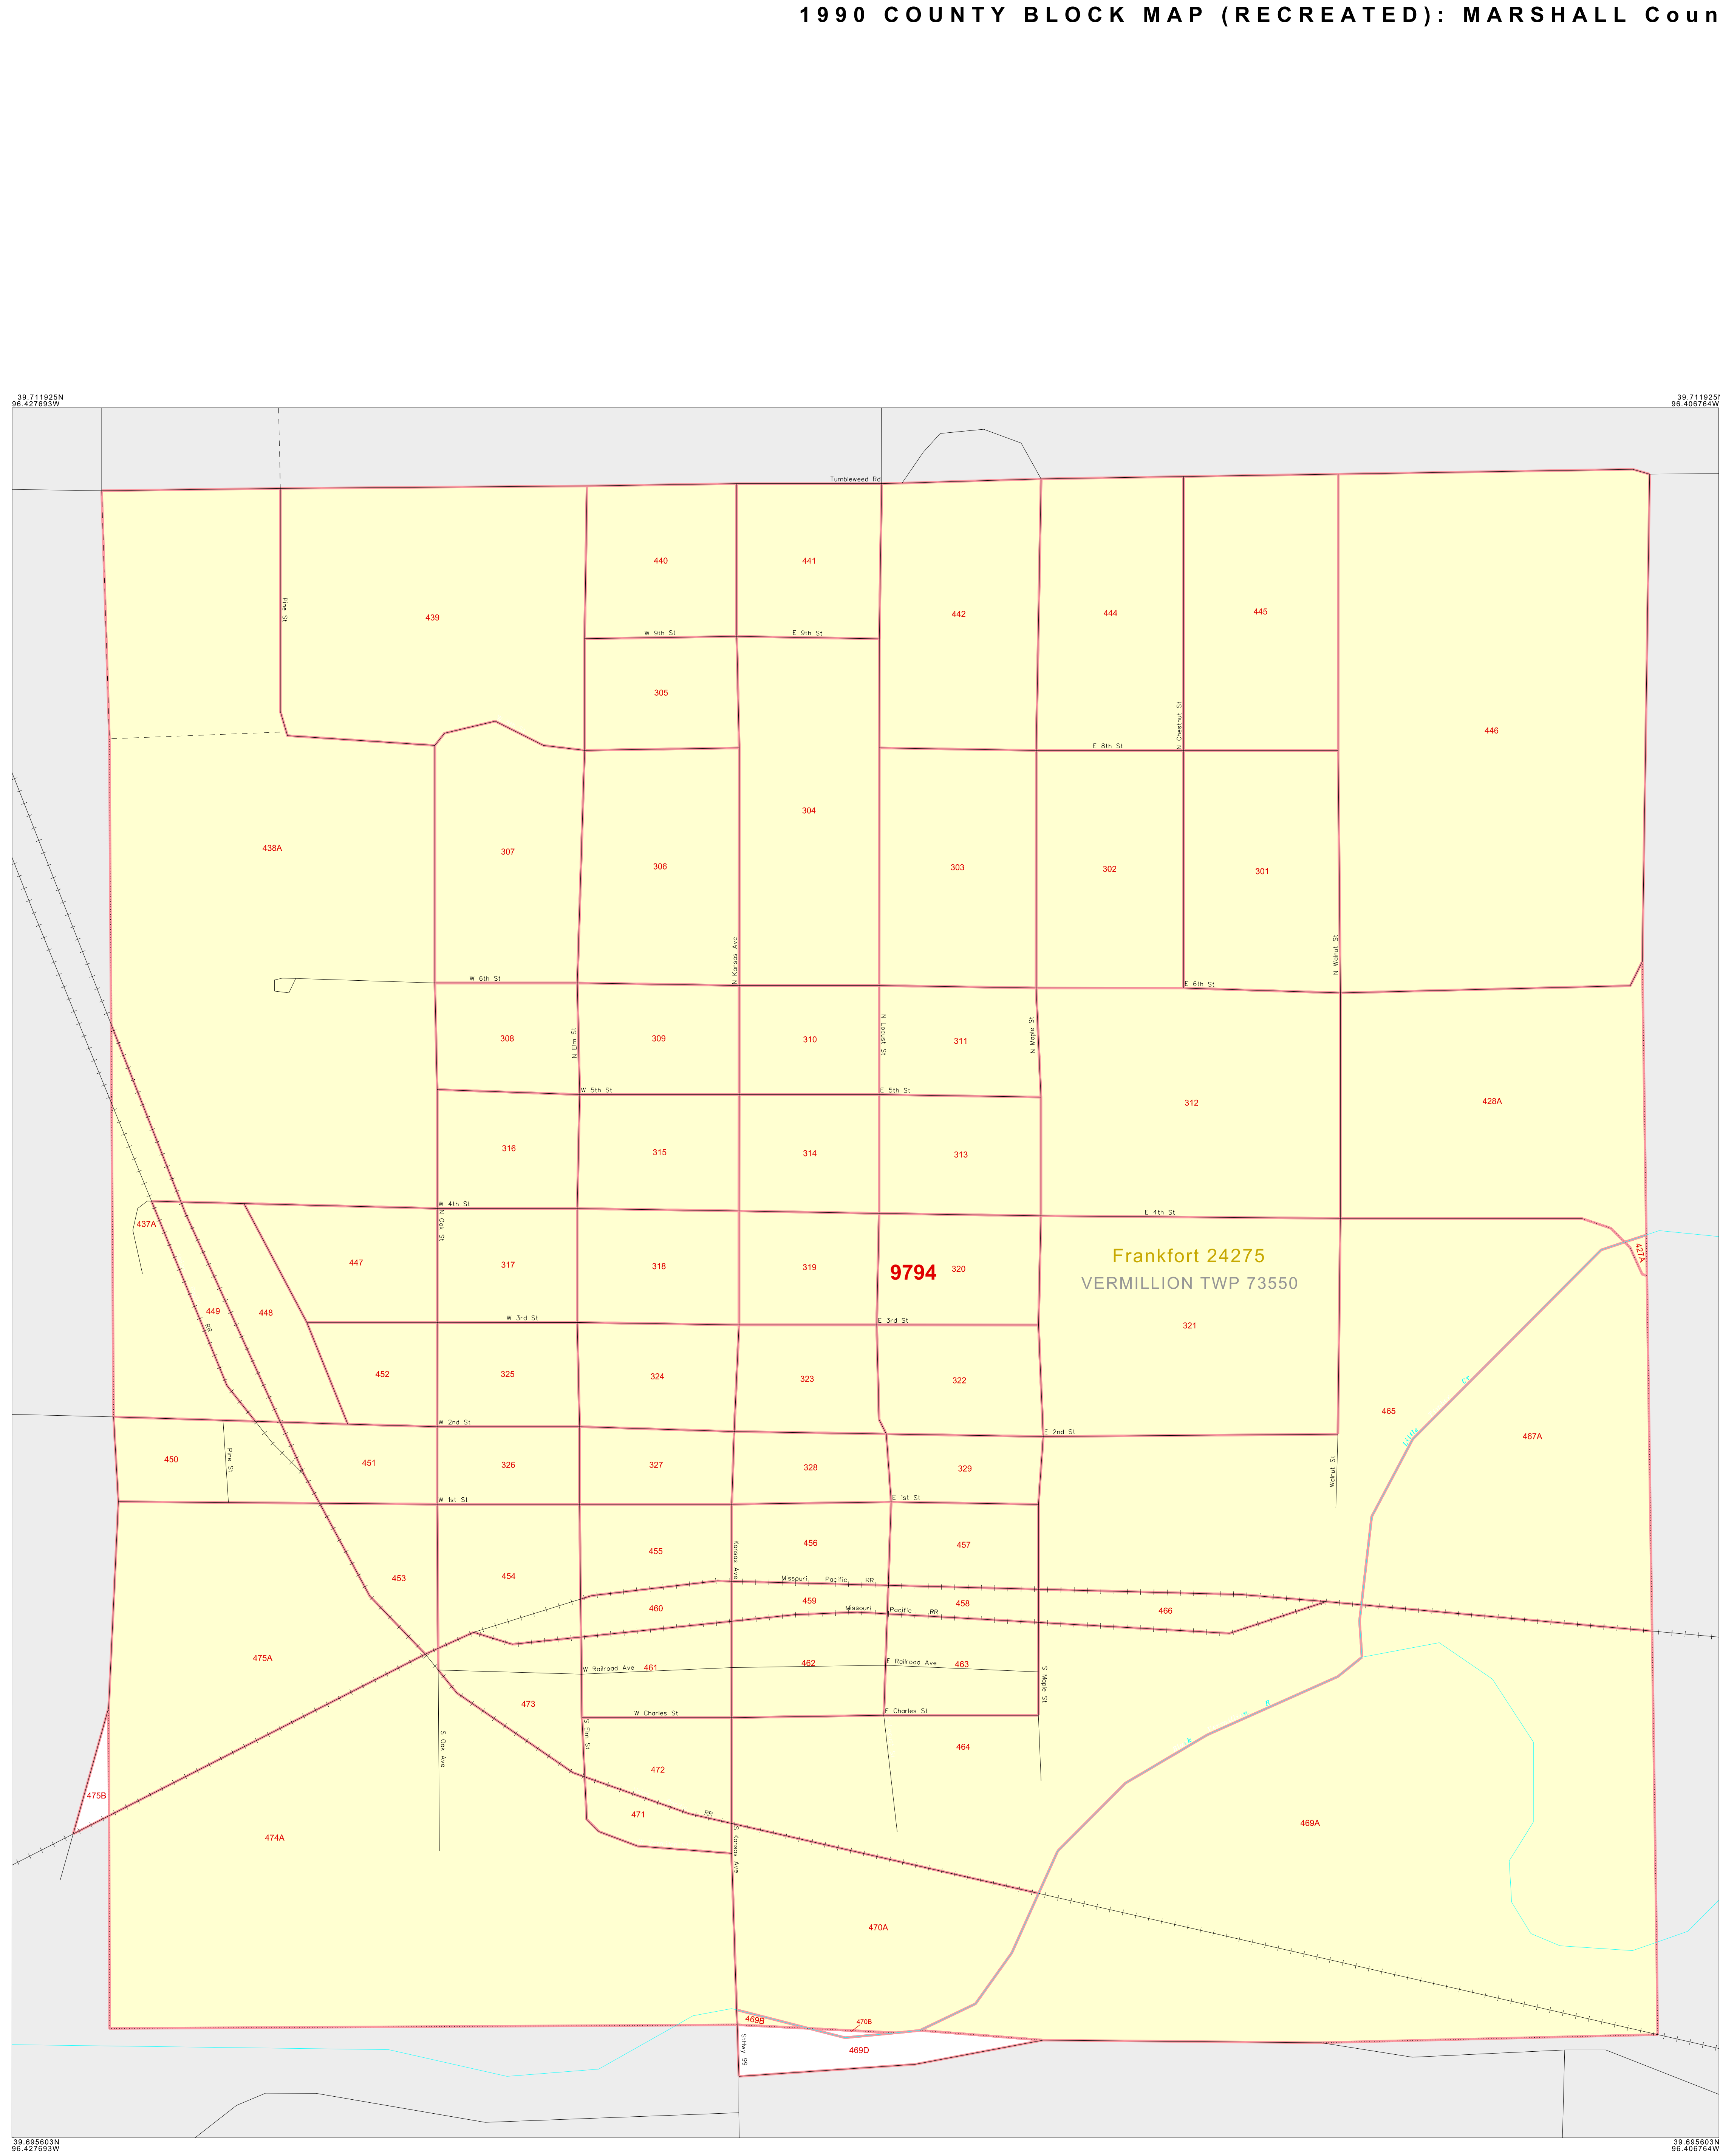 1990 COUNTY BLOCK MAP (RECREATED): MARSHALL Coun
39.711925N
96.427693W
39.711925N
96.406764W
Tumbleweed Rd
440
441
442
444
445
439
Pine St
W 9th St
E 9th St
305
N Chestnut St
446
E 8th St
304
438A
307
306
303
302
301
N Kansas Ave
N Walnut St
W 6th St
E 6th St
308
N Elm St
309
310
N Locust St
311
N Maple St
W 5th St
E 5th St
312
428A
316
315
314
313
W 4th St
N Oak St
E 4th St
437A
427A
447
317
318
319
9794
320
Frankfort 24275
VERMILLION TWP 73550
449
448
RR
W 3rd St
E 3rd St
321
452
325
324
323
322
Cr
465
W 2nd St
E 2nd St
Little
467A
450
Pine St
451
326
327
328
329
Walnut St
W 1st St
E 1st St
455
Kansas Ave
456
457
453
454
Missouri Pacific RR
460
459
458
466
Missouri Pacific RR
475A
W Railroad Ave
461
462
E Railroad Ave
463
S Maple St
473
W Charles St
E Charles St
S Oak Ave
S Elm St
464
472
475B
471
RR
469A
474A
S Kansas Ave
470A
469B
470B
Sthwy 99
469D
39.695603N
96.427693W
39.695603N
96.406764W